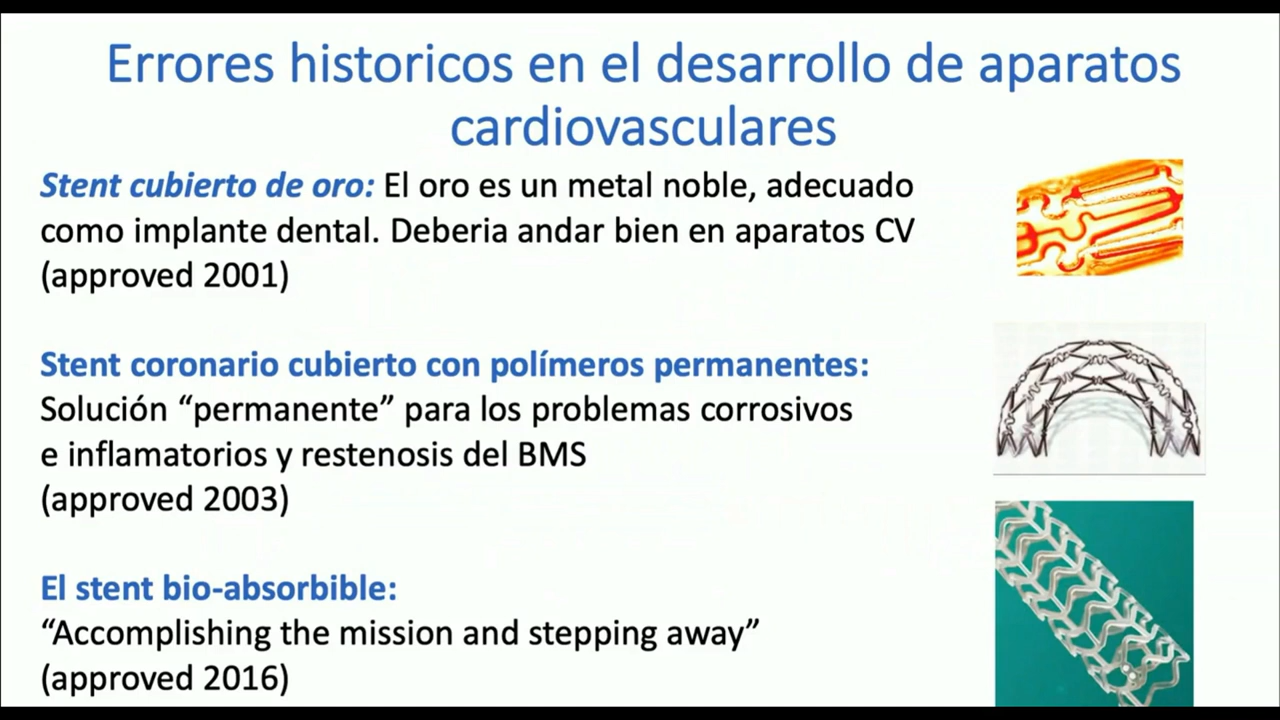 Errores historicos en el desarrollo de aparatos
cardiovasculares
Stent cubierto de oro: El oro es un metal noble, adecuado
como implante dental. Deberia andar bien en aparatos CV
(approved 2001)
Stent coronario cubierto con polímeros permanentes:
Solución “permanente” para los problemas corrosivos
e inflamatorios y restenosis del BMS
(approved 2003)
El stent bio-absorbible:
“Accomplishing the mission and stepping away”
(approved 2016)